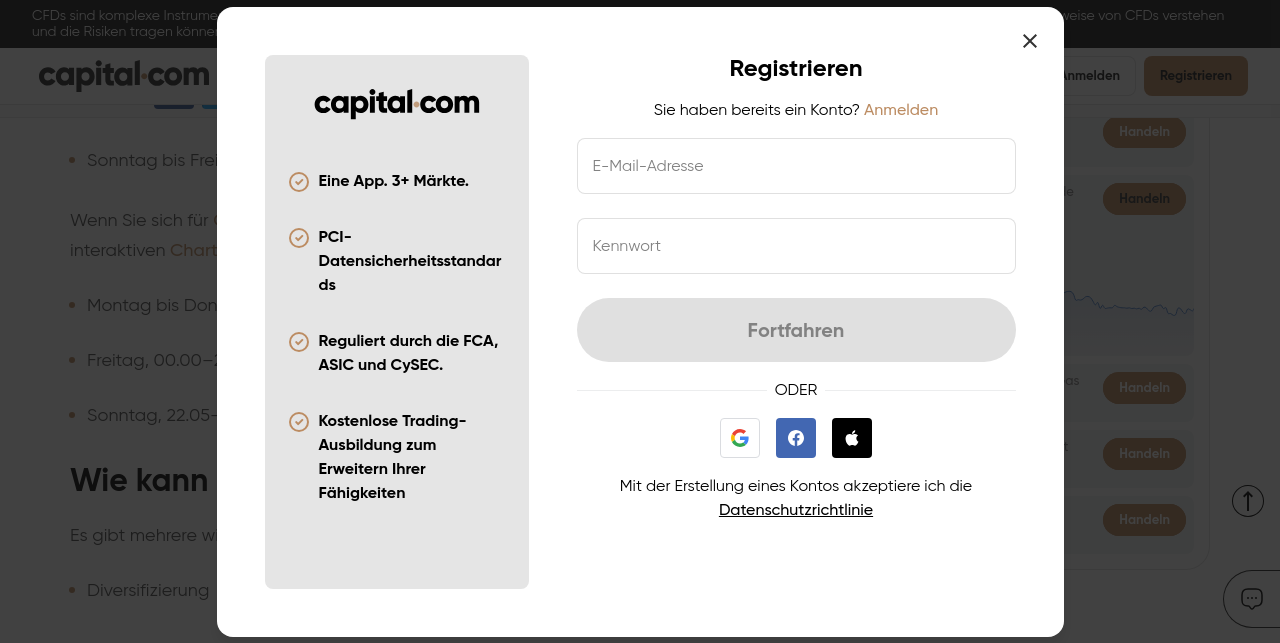 CFDs sind komplexe Instrume
weise von CFDs verstehen
und die Risiken tragen können
capital.com
Anmelden
Registrieren
Sonntag bis Frei
Wenn Sie sich für
interaktiven Chart
Montag bis Don
Freitag, 00.00–2
Sonntag, 22.05–
Wie kann
Es gibt mehrere w
Diversifizierung
capital.com
Eine App. 3+ Märkte.
PCI-
Datensicherheitsstandar
ds
Reguliert durch die FCA,
ASIC und CySEC.
Kostenlose Trading-
Ausbildung zum
Erweitern Ihrer
Fähigkeiten
Registrieren
Sie haben bereits ein Konto? Anmelden
E-Mail-Adresse
Kennwort
Fortfahren
ODER
Mit der Erstellung eines Kontos akzeptiere ich die
Datenschutzrichtlinie
Handeln
Handeln
Handeln
Handeln
Handeln